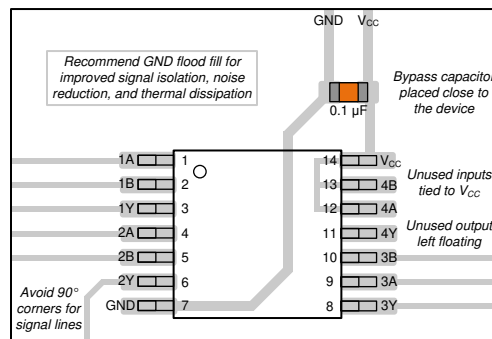 GND VCC
Recommend GND flood fill for
improved signal isolation, noise
reduction, and thermal dissipation
Bypass capacitor
placed close to
the device
0.1 µF
1A 1 14 VCC
1B 2 13 4B
1Y 3 12 4A
2A 4 11 4Y
2B 5 10 3B
2Y 6 9 3A
GND 7 8 3Y
Unused inputs
tied to VCC
Unused output
left floating
Avoid 90°
corners for
signal lines